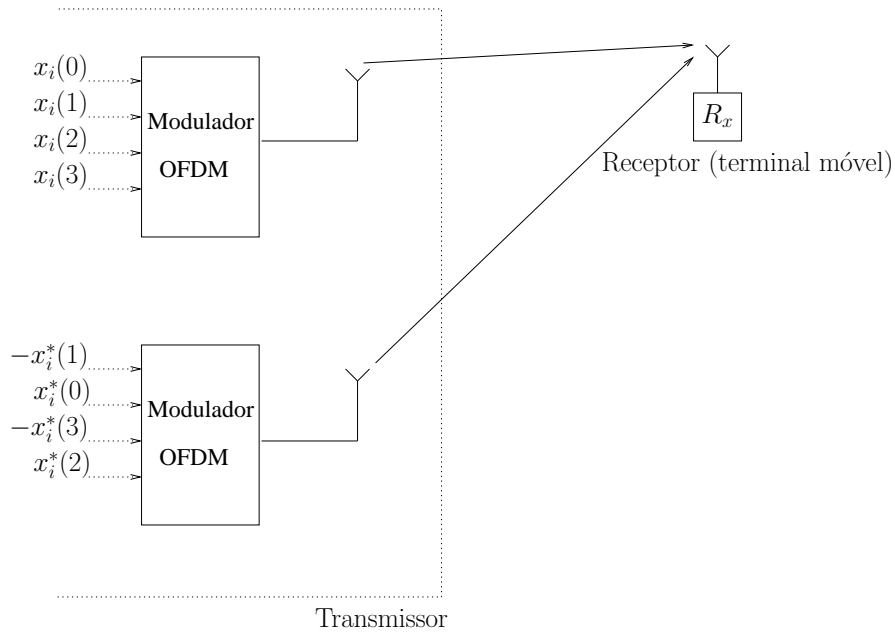 x_i(0)
x_i(1)
x_i(2)
x_i(3)
Modulador
OFDM
R_x
Receptor (terminal móvel)
−x_i^*(1)
x_i^*(0)
−x_i^*(3)
x_i^*(2)
Modulador
OFDM
Transmissor